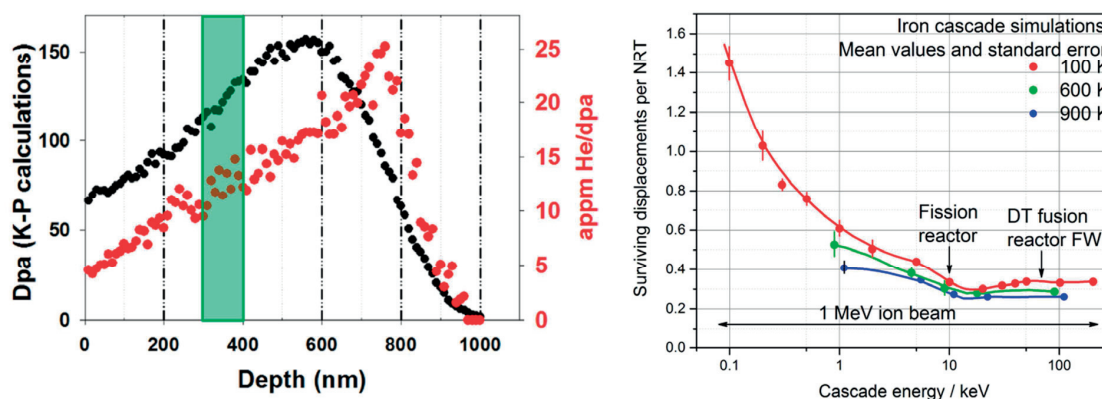 Dpa (K-P calculations)
150
100
50
0
25
20
15
10
5
0
appm He/dpa
0
200
400
600
800
1000
Depth (nm)
Surviving displacements per NRT
1.6
1.4
1.2
1.0
0.8
0.6
0.4
0.2
0.0
Iron cascade simulations
Mean values and standard error
100 K
600 K
900 K
Fission
reactor
DT fusion
reactor FW
1 MeV ion beam
0.1
1
10
100
Cascade energy / keV